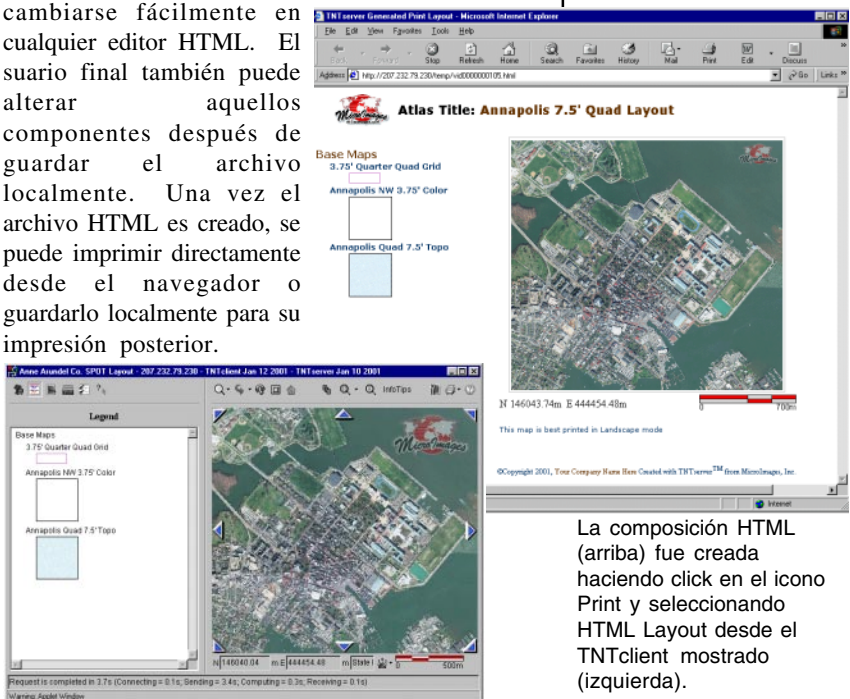 cambiarse fácilmente en
cualquier editor HTML. El
suario final también puede
alterar aquellos
componentes después de
guardar el archivo
localmente. Una vez el
archivo HTML es creado, se
puede imprimir directamente
desde el navegador o
guardarlo localmente para su
impresión posterior.
TNTserver Generated Print Layout - Microsoft Internet Explorer
File Edit View Favorites Tools Help
Back Forward Stop Refresh Home Search Favorites History Mail Print Edit Discuss
Address http://207.232.79.230/temp/vid0000000105.html Go Links
MicroImages
Atlas Title: Annapolis 7.5' Quad Layout
Base Maps
3.75' Quarter Quad Grid
Annapolis NW 3.75' Color
Annapolis Quad 7.5' Topo
MicroImages
N 146043.74m E 444454.48m
0 700m
This map is best printed in Landscape mode
©Copyright 2001, Your Company Name Here Created with TNTserver™ from MicroImages, Inc.
Internet
Anne Arundel Co. SPOT Layout - 207.232.79.230 - TNTclient Jan 12 2001 - TNTserver Jan 10 2001
InfoTips
Legend
Base Maps
3.75' Quarter Quad Grid
Annapolis NW 3.75' Color
Annapolis Quad 7.5' Topo
MicroImages
N 146040.04 m E 444454.48 m State 0 500m
Request is completed in 3.7s (Connecting = 0.1s; Sending = 3.4s; Computing = 0.3s; Receiving = 0.1s)
Warning: Applet Window
La composición HTML
(arriba) fue creada
haciendo click en el icono
Print y seleccionando
HTML Layout desde el
TNTclient mostrado
(izquierda).